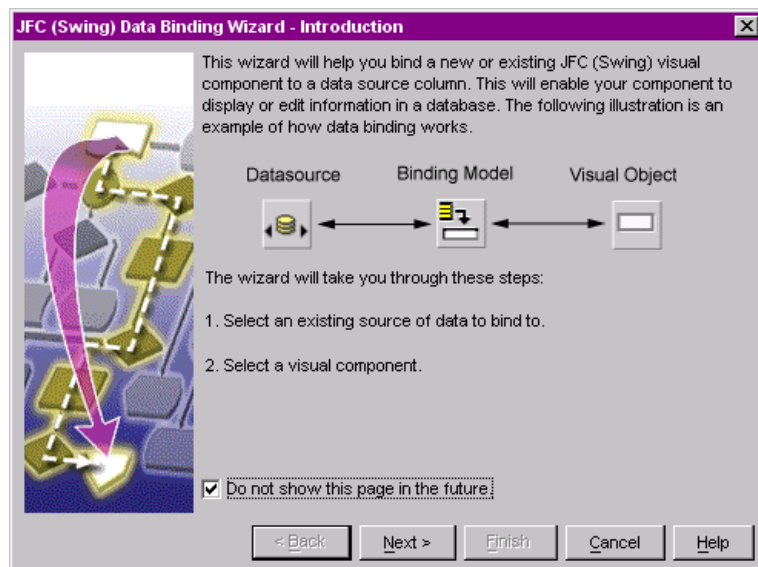 JFC (Swing) Data Binding Wizard - Introduction
This wizard will help you bind a new or existing JFC (Swing) visual
component to a data source column. This will enable your component to
display or edit information in a database. The following illustration is an
example of how data binding works.
Datasource Binding Model Visual Object
The wizard will take you through these steps:
1. Select an existing source of data to bind to.
2. Select a visual component.
Do not show this page in the future.
< Back Next > Finish Cancel Help